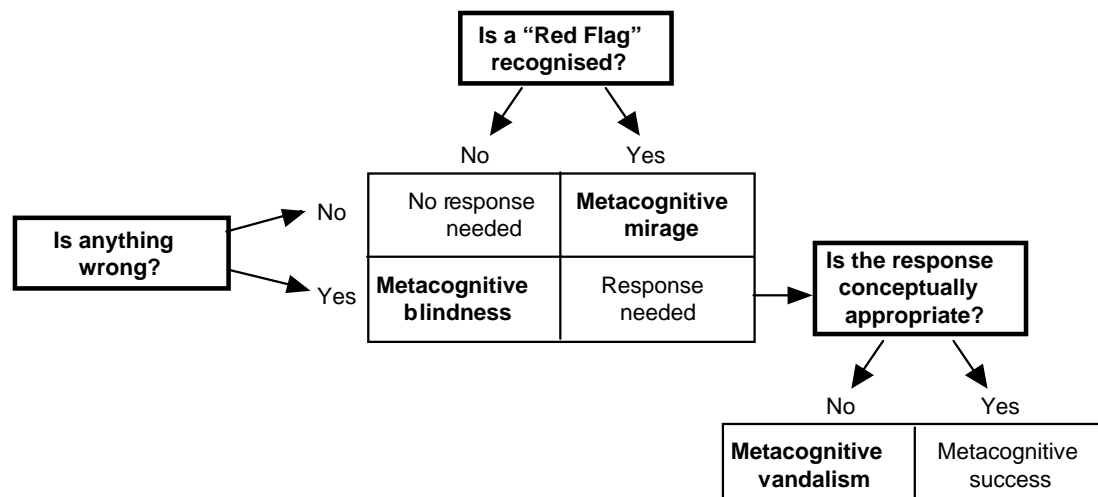 Is a “Red Flag”
recognised?
No
Yes
No response
needed
Metacognitive
mirage
Is anything
wrong?
No
Yes
Metacognitive
blindness
Response
needed
Is the response
conceptually
appropriate?
No
Yes
Metacognitive
vandalism
Metacognitive
success